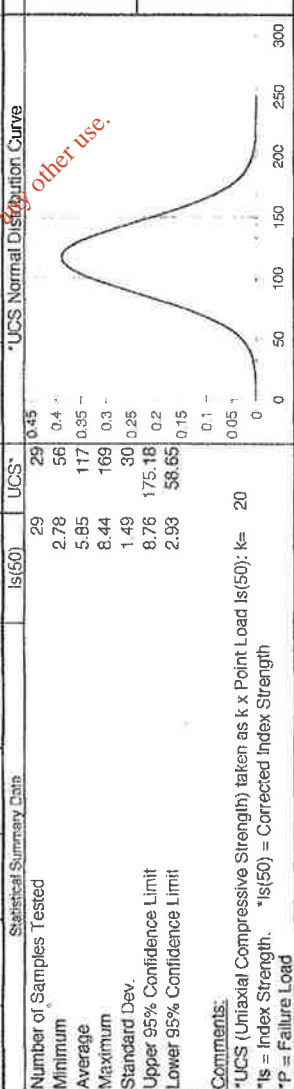 Statistical Summary Data Is(50) UCS*
Number of Samples Tested 29 29
Minimum 2.78 56
Average 5.85 117
Maximum 8.44 169
Standard Dev. 1.49 30
Upper 95% Confidence Limit 8.76 175.18
Lower 95% Confidence Limit 2.93 58.65
Comments:
*UCS (Uniaxial Compressive Strength) taken as k x Point Load Is(50): k= 20
Is = Index Strength. *Is(50) = Corrected Index Strength
*P = Failure Load
*UCS Normal Distribution Curve
any other use.
0.45
0.4
0.35
0.3
0.25
0.2
0.15
0.1
0.05
0
0 50 100 150 200 250 300